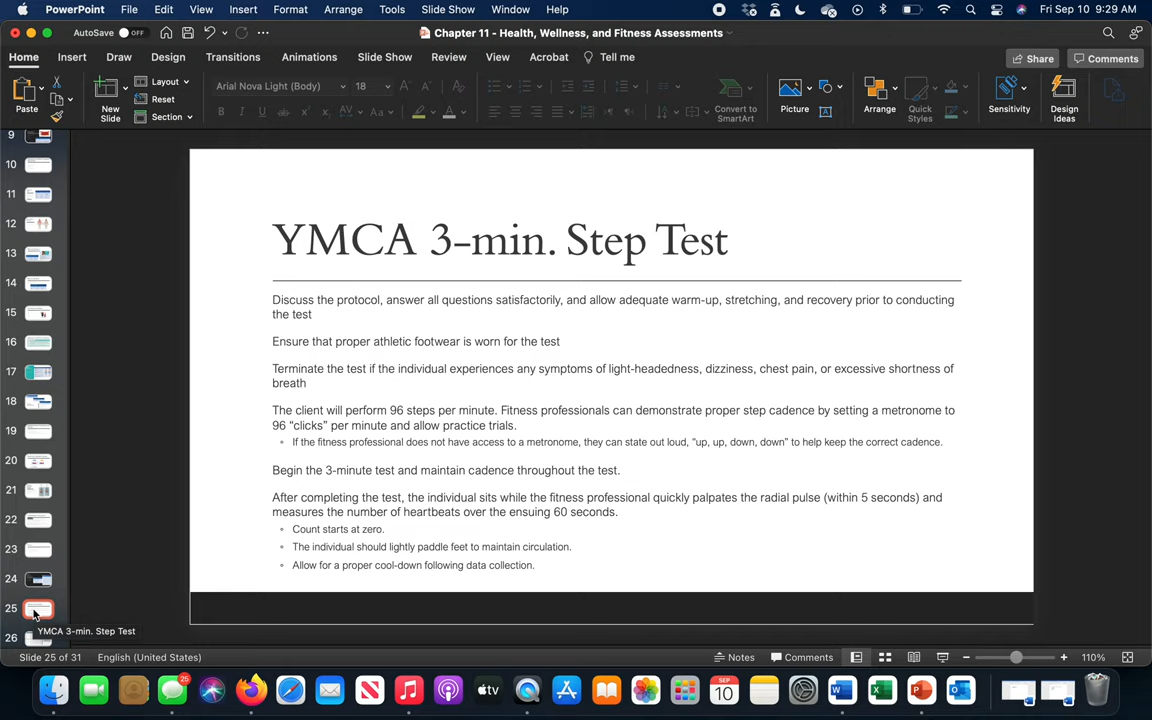 PowerPoint File Edit View Insert Format Arrange Tools Slide Show Window Help Fri Sep 10 9:29 AM
AutoSave OFF Chapter 11 - Health, Wellness, and Fitness Assessments
Home Insert Draw Design Transitions Animations Slide Show Review View Acrobat Tell me Share Comments
Paste New Slide Layout Reset Section Arial Nova Light (Body) 18 Convert to SmartArt Picture Arrange Quick Styles Sensitivity Design Ideas
9
10
11
12
13
14
15
16
17
18
19
20
21
22
23
24
25
26
YMCA 3-min. Step Test
Discuss the protocol, answer all questions satisfactorily, and allow adequate warm-up, stretching, and recovery prior to conducting
the test
Ensure that proper athletic footwear is worn for the test
Terminate the test if the individual experiences any symptoms of light-headedness, dizziness, chest pain, or excessive shortness of
breath
The client will perform 96 steps per minute. Fitness professionals can demonstrate proper step cadence by setting a metronome to
96 "clicks" per minute and allow practice trials.
• If the fitness professional does not have access to a metronome, they can state out loud, "up, up, down, down" to help keep the correct cadence.
Begin the 3-minute test and maintain cadence throughout the test.
After completing the test, the individual sits while the fitness professional quickly palpates the radial pulse (within 5 seconds) and
measures the number of heartbeats over the ensuing 60 seconds.
• Count starts at zero.
• The individual should lightly paddle feet to maintain circulation.
• Allow for a proper cool-down following data collection.
YMCA 3-min. Step Test
Slide 25 of 31 English (United States) Notes Comments 110%
25 tv SEP 10